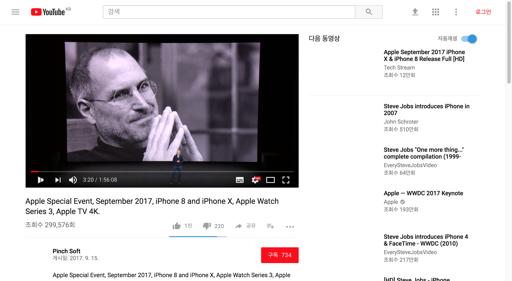 YouTube KR
검색
로그인
3:20 / 1:56:08
Apple Special Event, September 2017, iPhone 8 and iPhone X, Apple Watch
Series 3, Apple TV 4K.
조회수 299,576회
1천
220
공유
Pinch Soft
게시일: 2017. 9. 15.
구독 734
Apple Special Event, September 2017, iPhone 8 and iPhone X, Apple Watch Series 3, Apple
다음 동영상
자동재생
Apple September 2017 iPhone
X & iPhone 8 Release Full [HD]
Tech Stream
조회수 12만회
Steve Jobs introduces iPhone in
2007
John Schroter
조회수 510만회
Steve Jobs "One more thing..."
complete compilation (1999-
EverySteveJobsVideo
조회수 64만회
Apple — WWDC 2017 Keynote
Apple
조회수 193만회
Steve Jobs introduces iPhone 4
& FaceTime - WWDC (2010)
EverySteveJobsVideo
조회수 217만회
[HD] Steve Jobs - iPhone